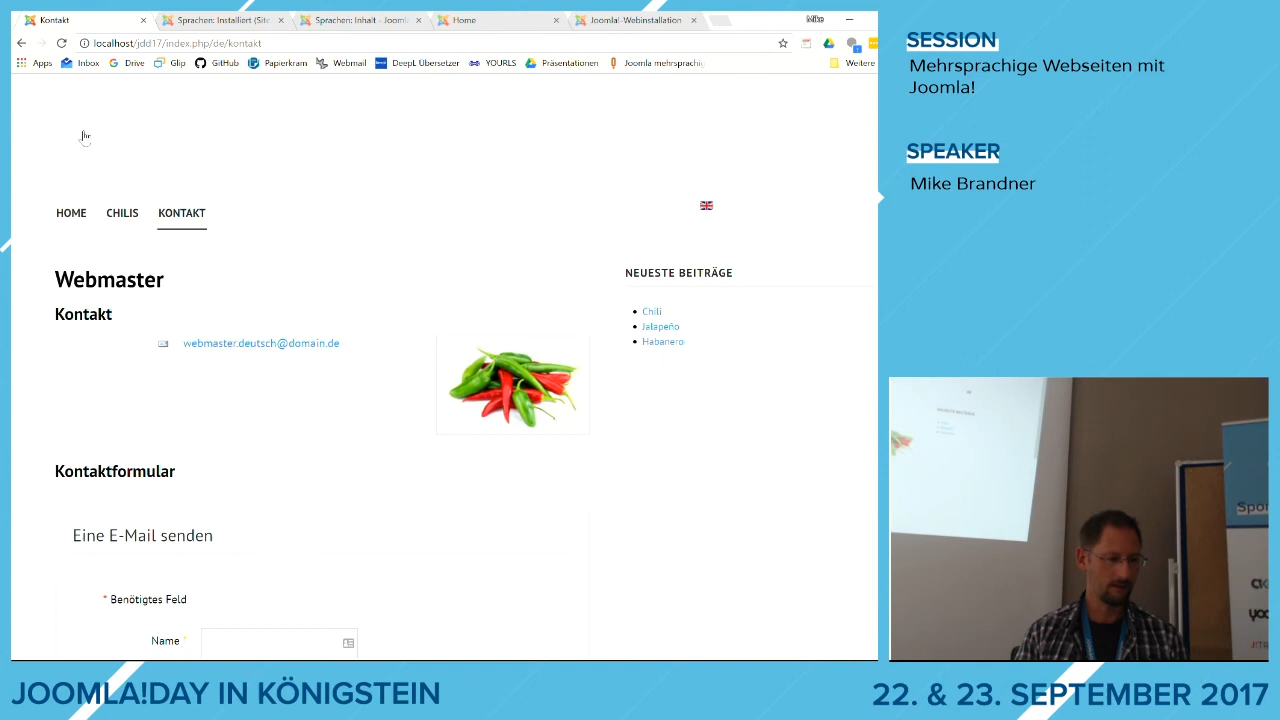 Kontakt
Sprachen: Installiert (Site
Sprachen: Inhalt - Jooml
Home
Joomla!-Webinstallation
Mike
localhost/jdd17/index.php/de/kontakt
Apps
Inbox
Drive
Glip
GitHub
Papierkram
Webmail
DeepL Übersetzer
YOURLS
Präsentationen
Joomla mehrsprachig
Weitere
HOME
CHILIS
KONTAKT
Webmaster
Kontakt
webmaster.deutsch@domain.de
Kontaktformular
Eine E-Mail senden
* Benötigtes Feld
Name *
NEUESTE BEITRÄGE
Chili
Jalapeño
Habanero
SESSION
Mehrsprachige Webseiten mit
Joomla!
SPEAKER
Mike Brandner
JOOMLA!DAY IN KÖNIGSTEIN
22. & 23. SEPTEMBER 2017